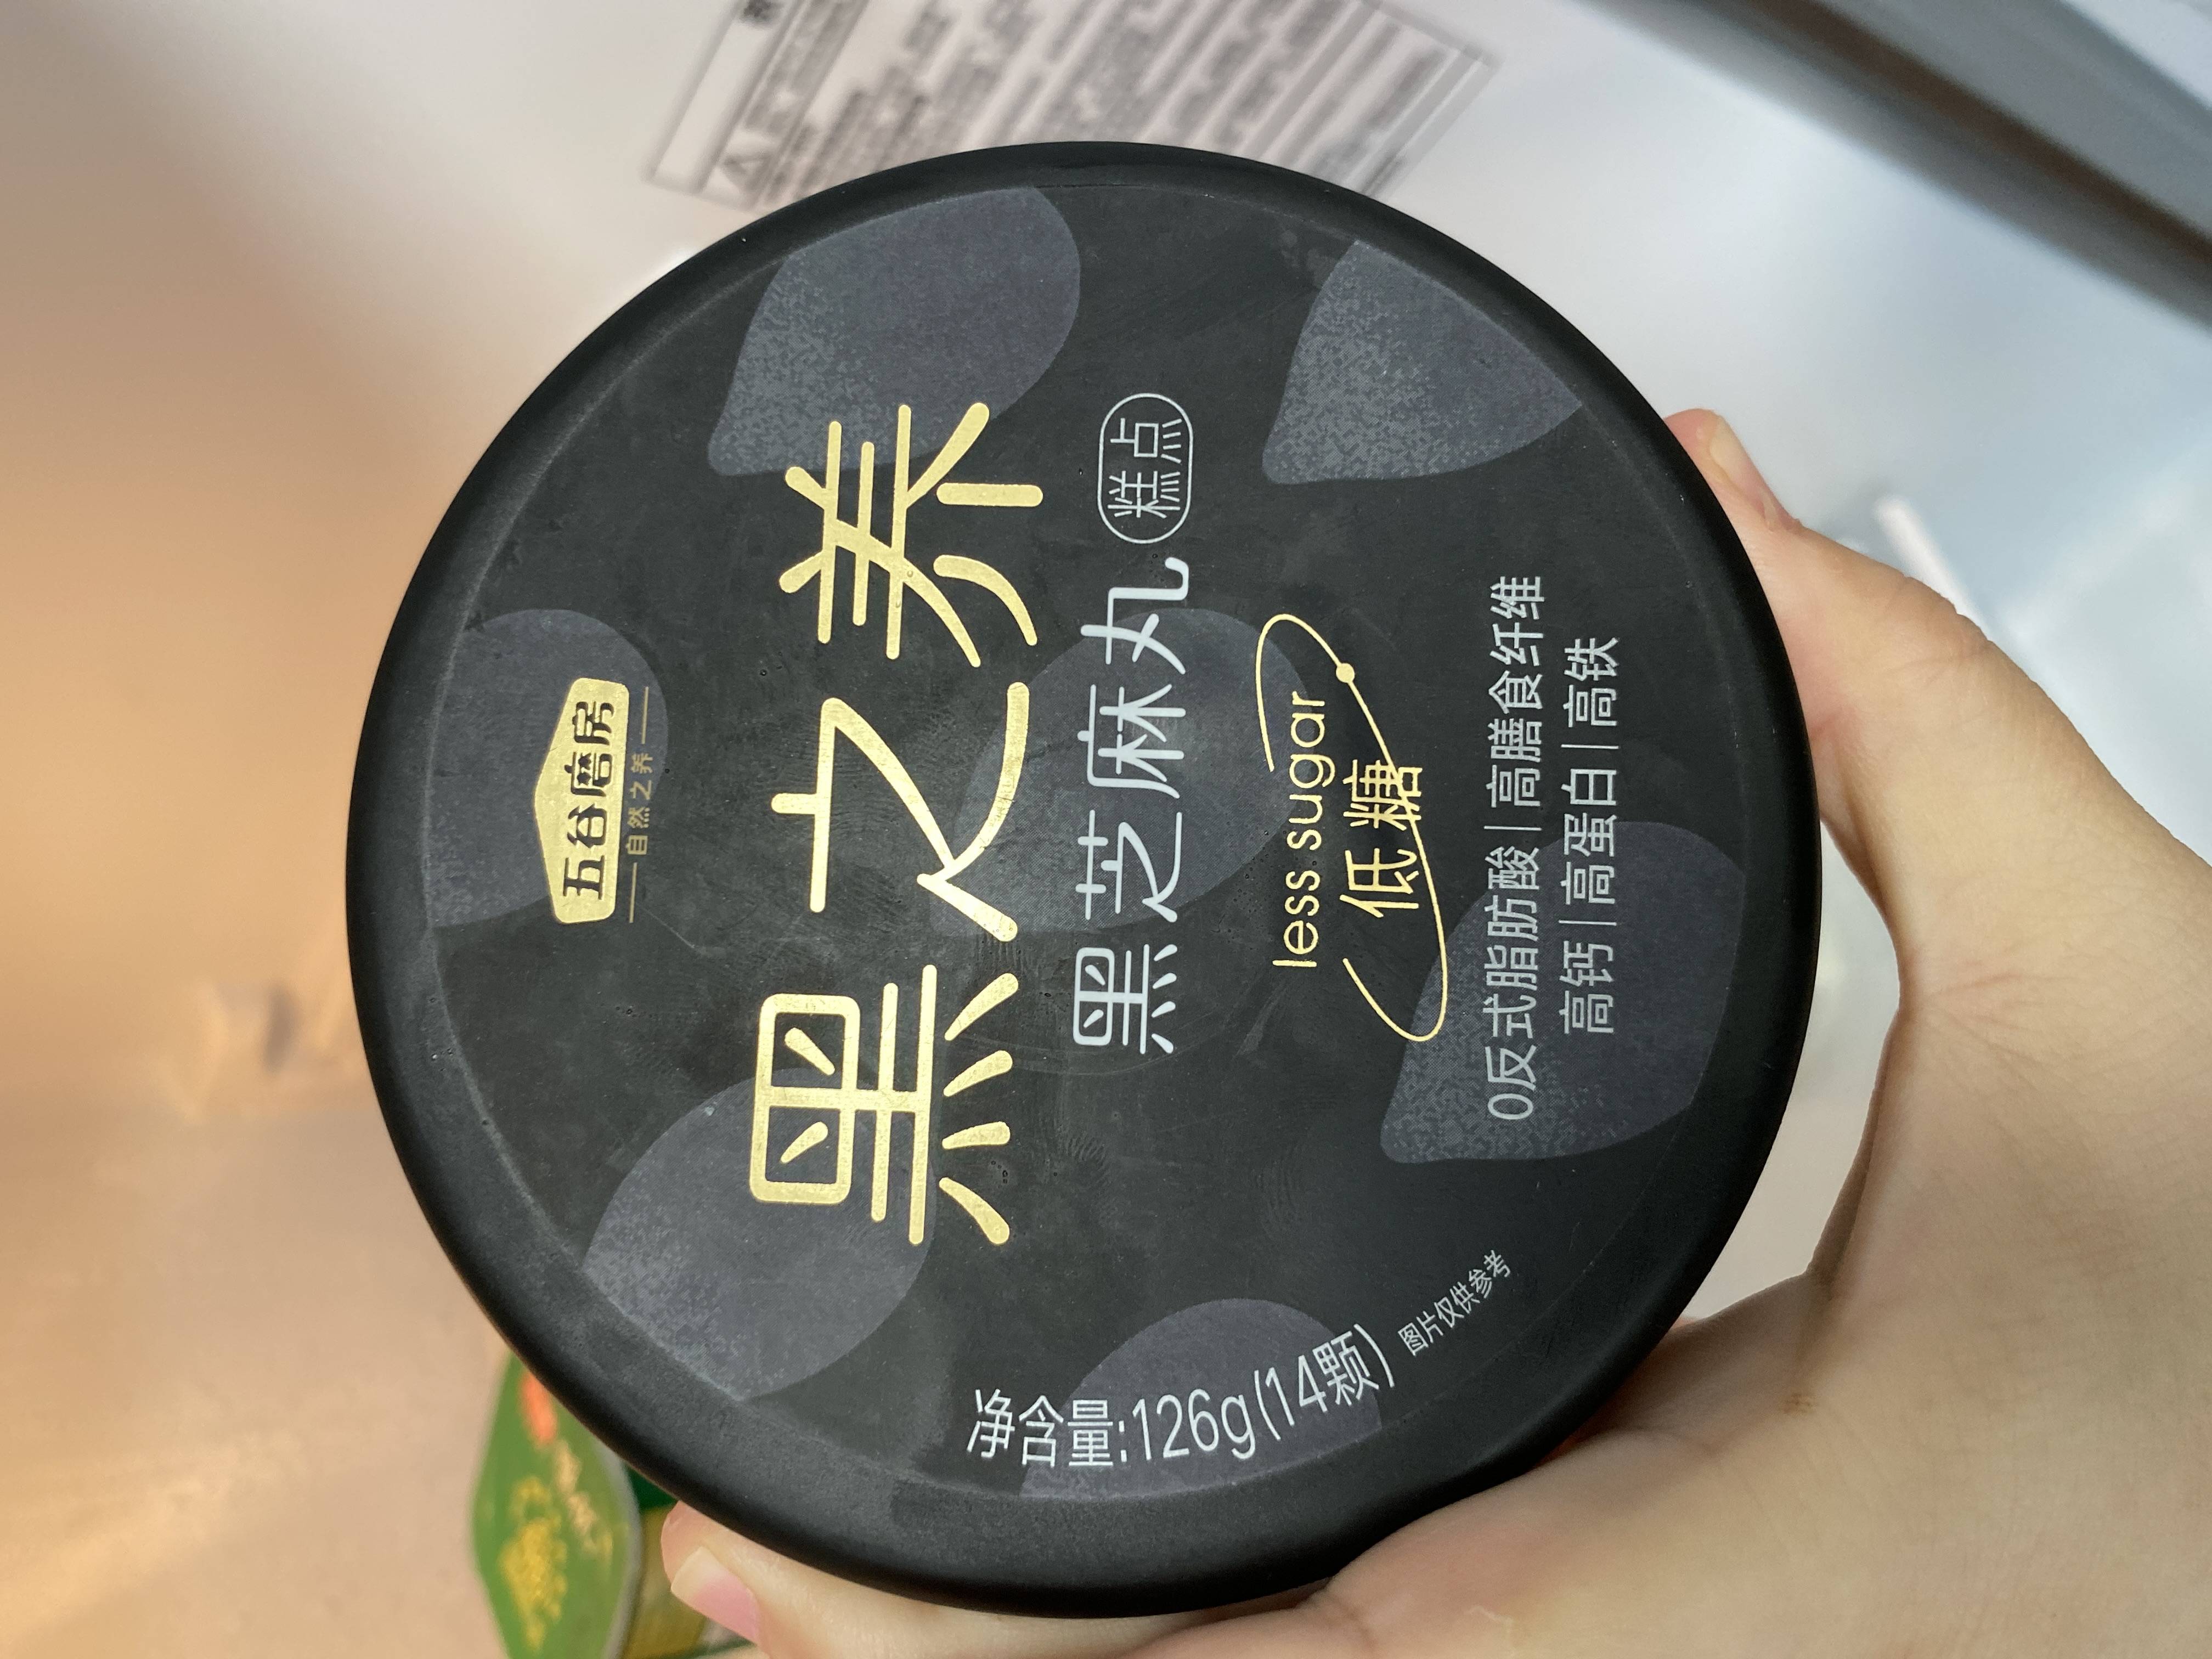 五谷磨房
自然之养
黑之养
黑芝麻丸 糕点
less sugar
低糖
0反式脂肪酸|高膳食纤维
高钙|高蛋白|高铁
净含量:126g(14颗)
图片仅供参考